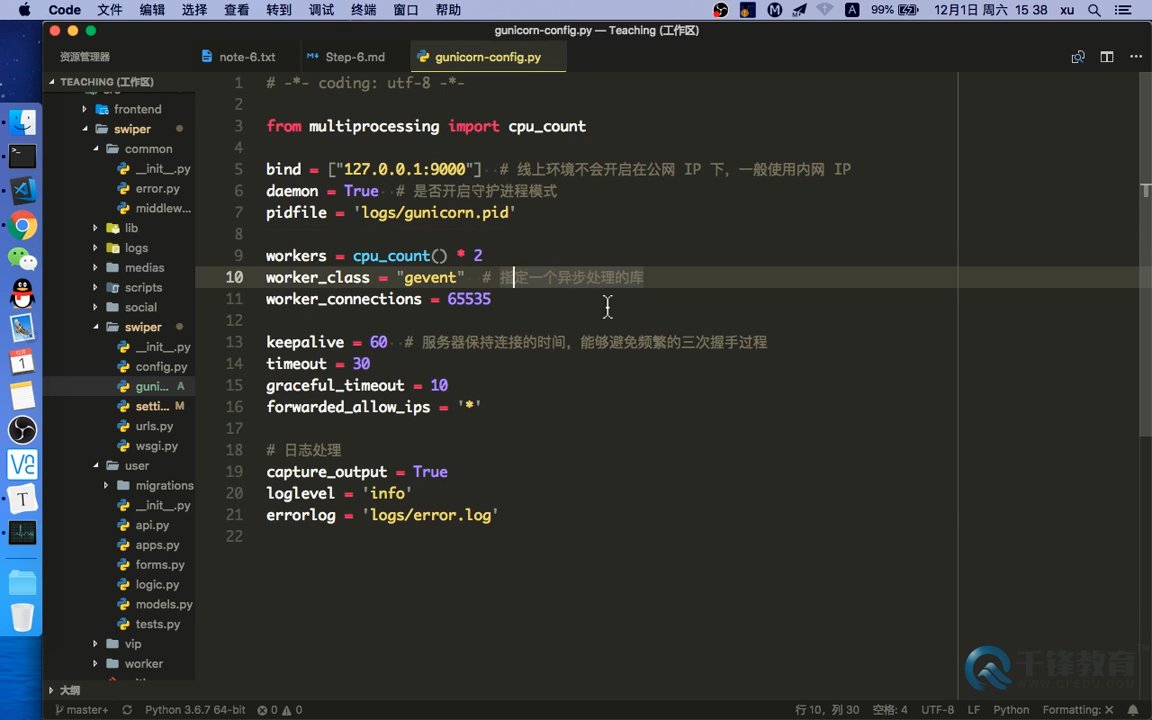 Code 文件 编辑 选择 查看 转到 调试 终端 窗口 帮助 99% 12月1日 周六 15 38 xu
gunicorn-config.py — Teaching (工作区)
资源管理器 note-6.txt Step-6.md gunicorn-config.py
TEACHING (工作区)
frontend
swiper
common
__init__.py
error.py
middlew...
lib
logs
medias
scripts
social
swiper
__init__.py
config.py
guni... A
setti... M
urls.py
wsgi.py
user
migrations
__init__.py
api.py
apps.py
forms.py
logic.py
models.py
tests.py
vip
worker
大纲
1 # -*- coding: utf-8 -*-
2
3 from multiprocessing import cpu_count
4
5 bind = ["127.0.0.1:9000"] # 线上环境不会开启在公网 IP 下，一般使用内网 IP
6 daemon = True # 是否开启守护进程模式
7 pidfile = 'logs/gunicorn.pid'
8
9 workers = cpu_count() * 2
10 worker_class = "gevent" # 指定一个异步处理的库
11 worker_connections = 65535
12
13 keepalive = 60 # 服务器保持连接的时间，能够避免频繁的三次握手过程
14 timeout = 30
15 graceful_timeout = 10
16 forwarded_allow_ips = '*'
17
18 # 日志处理
19 capture_output = True
20 loglevel = 'info'
21 errorlog = 'logs/error.log'
22
千锋教育
WWW.QFEDU.COM
master+ Python 3.6.7 64-bit 0 0 行 10，列 30 空格: 4 UTF-8 LF Python Formatting: ×